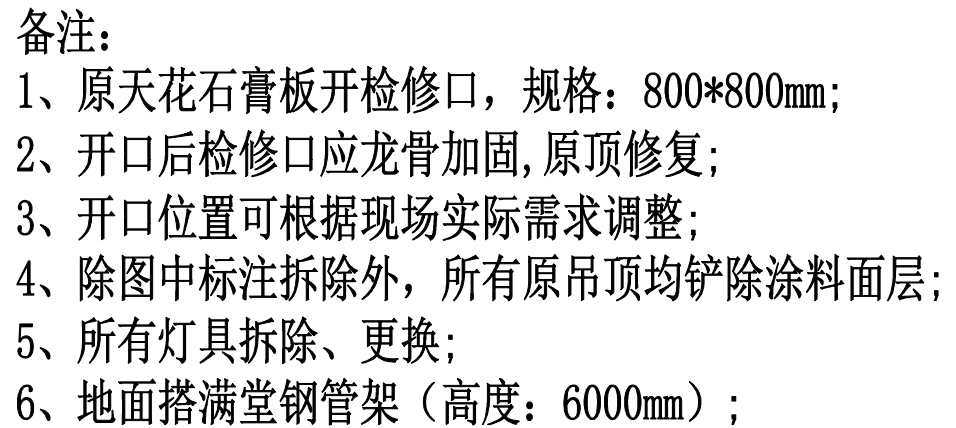 备注：
1、原天花石膏板开检修口，规格：800*800mm;
2、开口后检修口应龙骨加固,原顶修复;
3、开口位置可根据现场实际需求调整;
4、除图中标注拆除外，所有原吊顶均铲除涂料面层;
5、所有灯具拆除、更换;
6、地面搭满堂钢管架（高度：6000mm）;